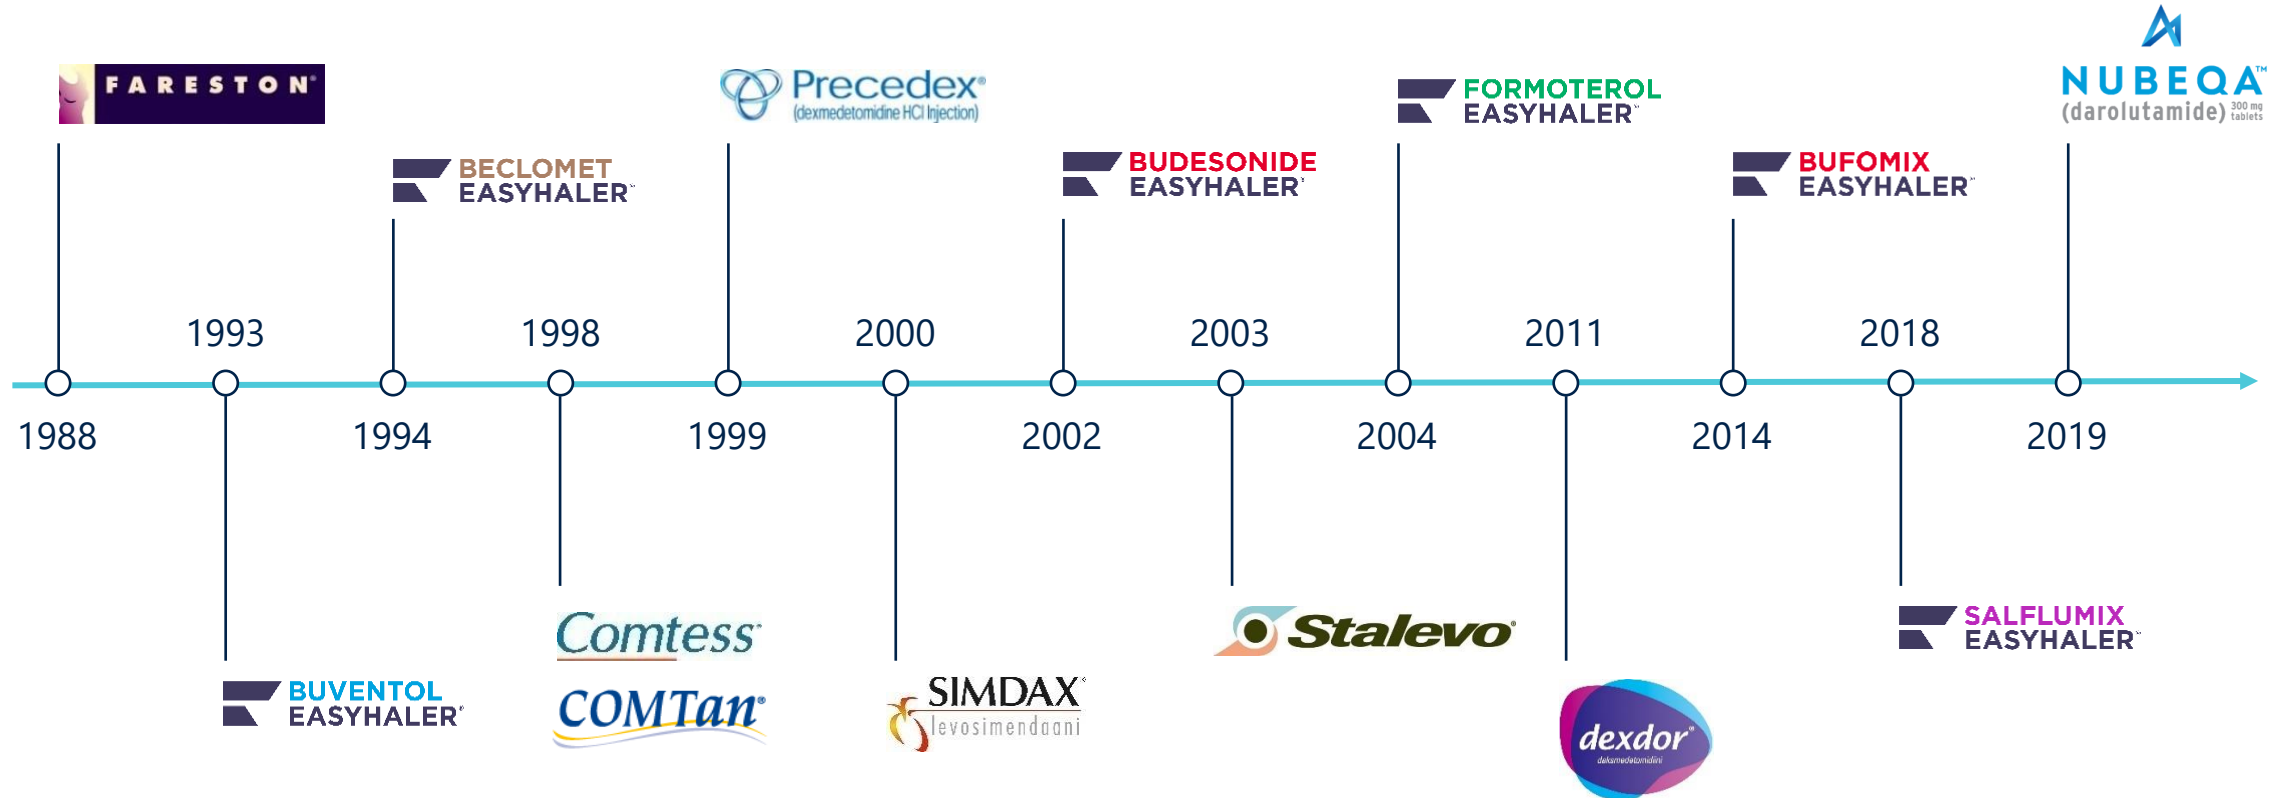 FARESTON®
Precedex®
(dexmedetomidine HCl Injection)
FORMOTEROL
EASYHALER
NUBEQA™
(darolutamide) 300 mg tablets
BECLOMET
EASYHALER
BUDESONIDE
EASYHALER
BUFOMIX
EASYHALER
1993
1998
2000
2003
2011
2018
1988
1994
1999
2002
2004
2014
2019
Comtess
COMTan®
BUVENTOL
EASYHALER
SIMDAX®
levosimendaani
Stalevo®
dexdor®
deksmedetomidiini
SALFLUMIX
EASYHALER